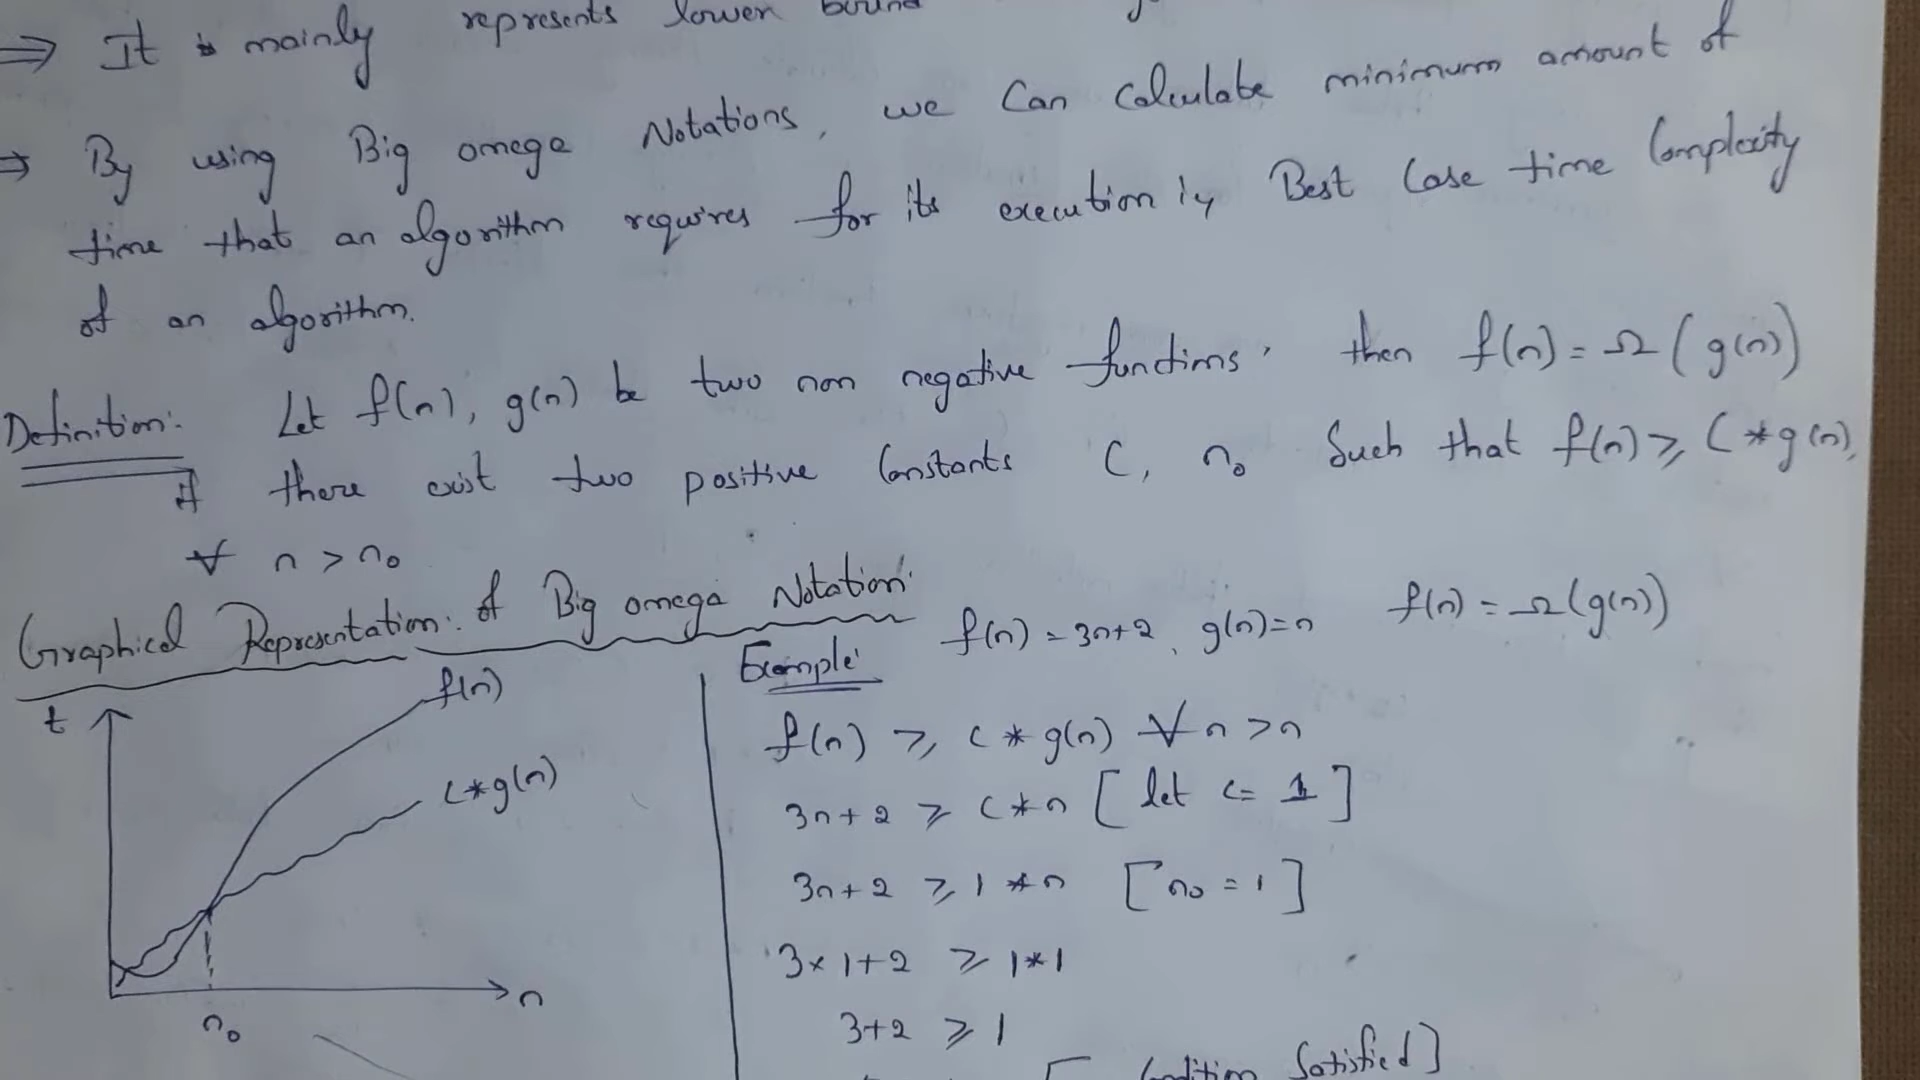 ⇒ It is mainly represents lower bound
⇒ By using Big omega Notations, we Can Calculate minimum amount of
time that an algorithm requires for its execution i,e, Best Case time Complexity
of an algorithm.
Definition: Let f(n), g(n) be two non negative functions, then f(n) = Ω (g(n))
if there exist two positive Constants C, n₀ Such that f(n) ≥ C * g(n),
∀ n > n₀
Graphical Representation: of Big omega Notation:
t
f(n)
C*g(n)
n
n₀
Example: f(n) = 3n+2, g(n)=n f(n) = Ω(g(n))
f(n) ≥ C * g(n) ∀ n > n
3n+2 ≥ C * n [ let C = 1 ]
3n+2 ≥ 1 * n [ n₀ = 1 ]
3×1+2 ≥ 1*1
3+2 ≥ 1
[ Condition Satisfied]